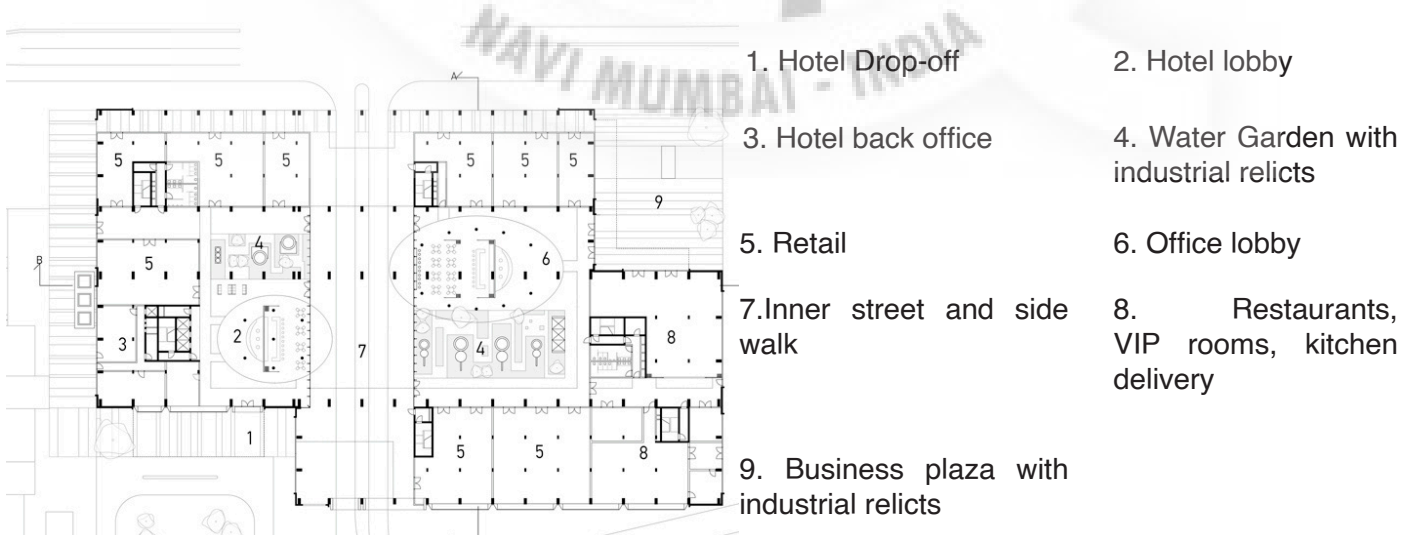 NAVI MUMBAI - INDIA
1. Hotel Drop-off
2. Hotel lobby
3. Hotel back office
4. Water Garden with
industrial relicts
5. Retail
6. Office lobby
7.Inner street and side
walk
8. Restaurants,
VIP rooms, kitchen
delivery
9. Business plaza with
industrial relicts
A
5 5 5 5 5 5
9
4
B
5
6
2
3
7
4
8
1
5 5 8